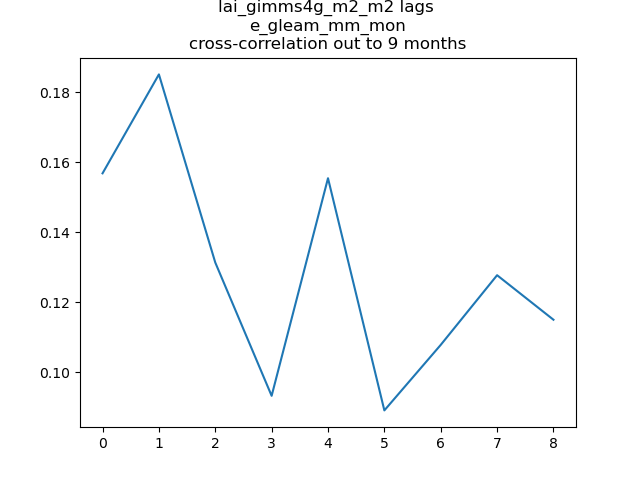 lai_gimms4g_m2_m2 lags
e_gleam_mm_mon
cross-correlation out to 9 months
0.18
0.16
0.14
0.12
0.10
0 1 2 3 4 5 6 7 8